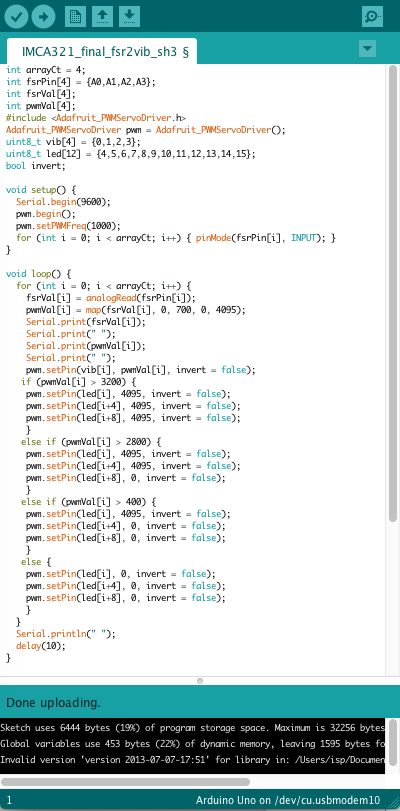 IMCA321_final_fsr2vib_sh3 §
int arrayCt = 4;
int fsrPin[4] = {A0,A1,A2,A3};
int fsrVal[4];
int pwmVal[4];
#include <Adafruit_PWMServoDriver.h>
Adafruit_PWMServoDriver pwm = Adafruit_PWMServoDriver();
uint8_t vib[4] = {0,1,2,3};
uint8_t led[12] = {4,5,6,7,8,9,10,11,12,13,14,15};
bool invert;

void setup() {
  Serial.begin(9600);
  pwm.begin();
  pwm.setPWMFreq(1000);
  for (int i = 0; i < arrayCt; i++) { pinMode(fsrPin[i], INPUT); }
}

void loop() {
  for (int i = 0; i < arrayCt; i++) {
    fsrVal[i] = analogRead(fsrPin[i]);
    pwmVal[i] = map(fsrVal[i], 0, 700, 0, 4095);
    Serial.print(fsrVal[i]);
    Serial.print(" ");
    Serial.print(pwmVal[i]);
    Serial.print(" ");
    pwm.setPin(vib[i], pwmVal[i], invert = false);
   if (pwmVal[i] > 3200) {
    pwm.setPin(led[i], 4095, invert = false);
    pwm.setPin(led[i+4], 4095, invert = false);
    pwm.setPin(led[i+8], 4095, invert = false);
    }
   else if (pwmVal[i] > 2800) {
    pwm.setPin(led[i], 4095, invert = false);
    pwm.setPin(led[i+4], 4095, invert = false);
    pwm.setPin(led[i+8], 0, invert = false);
    }
   else if (pwmVal[i] > 400) {
    pwm.setPin(led[i], 4095, invert = false);
    pwm.setPin(led[i+4], 0, invert = false);
    pwm.setPin(led[i+8], 0, invert = false);
    }
   else {
    pwm.setPin(led[i], 0, invert = false);
    pwm.setPin(led[i+4], 0, invert = false);
    pwm.setPin(led[i+8], 0, invert = false);
    }
  }
  Serial.println(" ");
  delay(10);
}
Done uploading.
Sketch uses 6444 bytes (19%) of program storage space. Maximum is 32256 bytes
Global variables use 453 bytes (22%) of dynamic memory, leaving 1595 bytes fo
Invalid version 'version 2013-07-07-17:51' for library in: /Users/isp/Documen
1 Arduino Uno on /dev/cu.usbmodem10